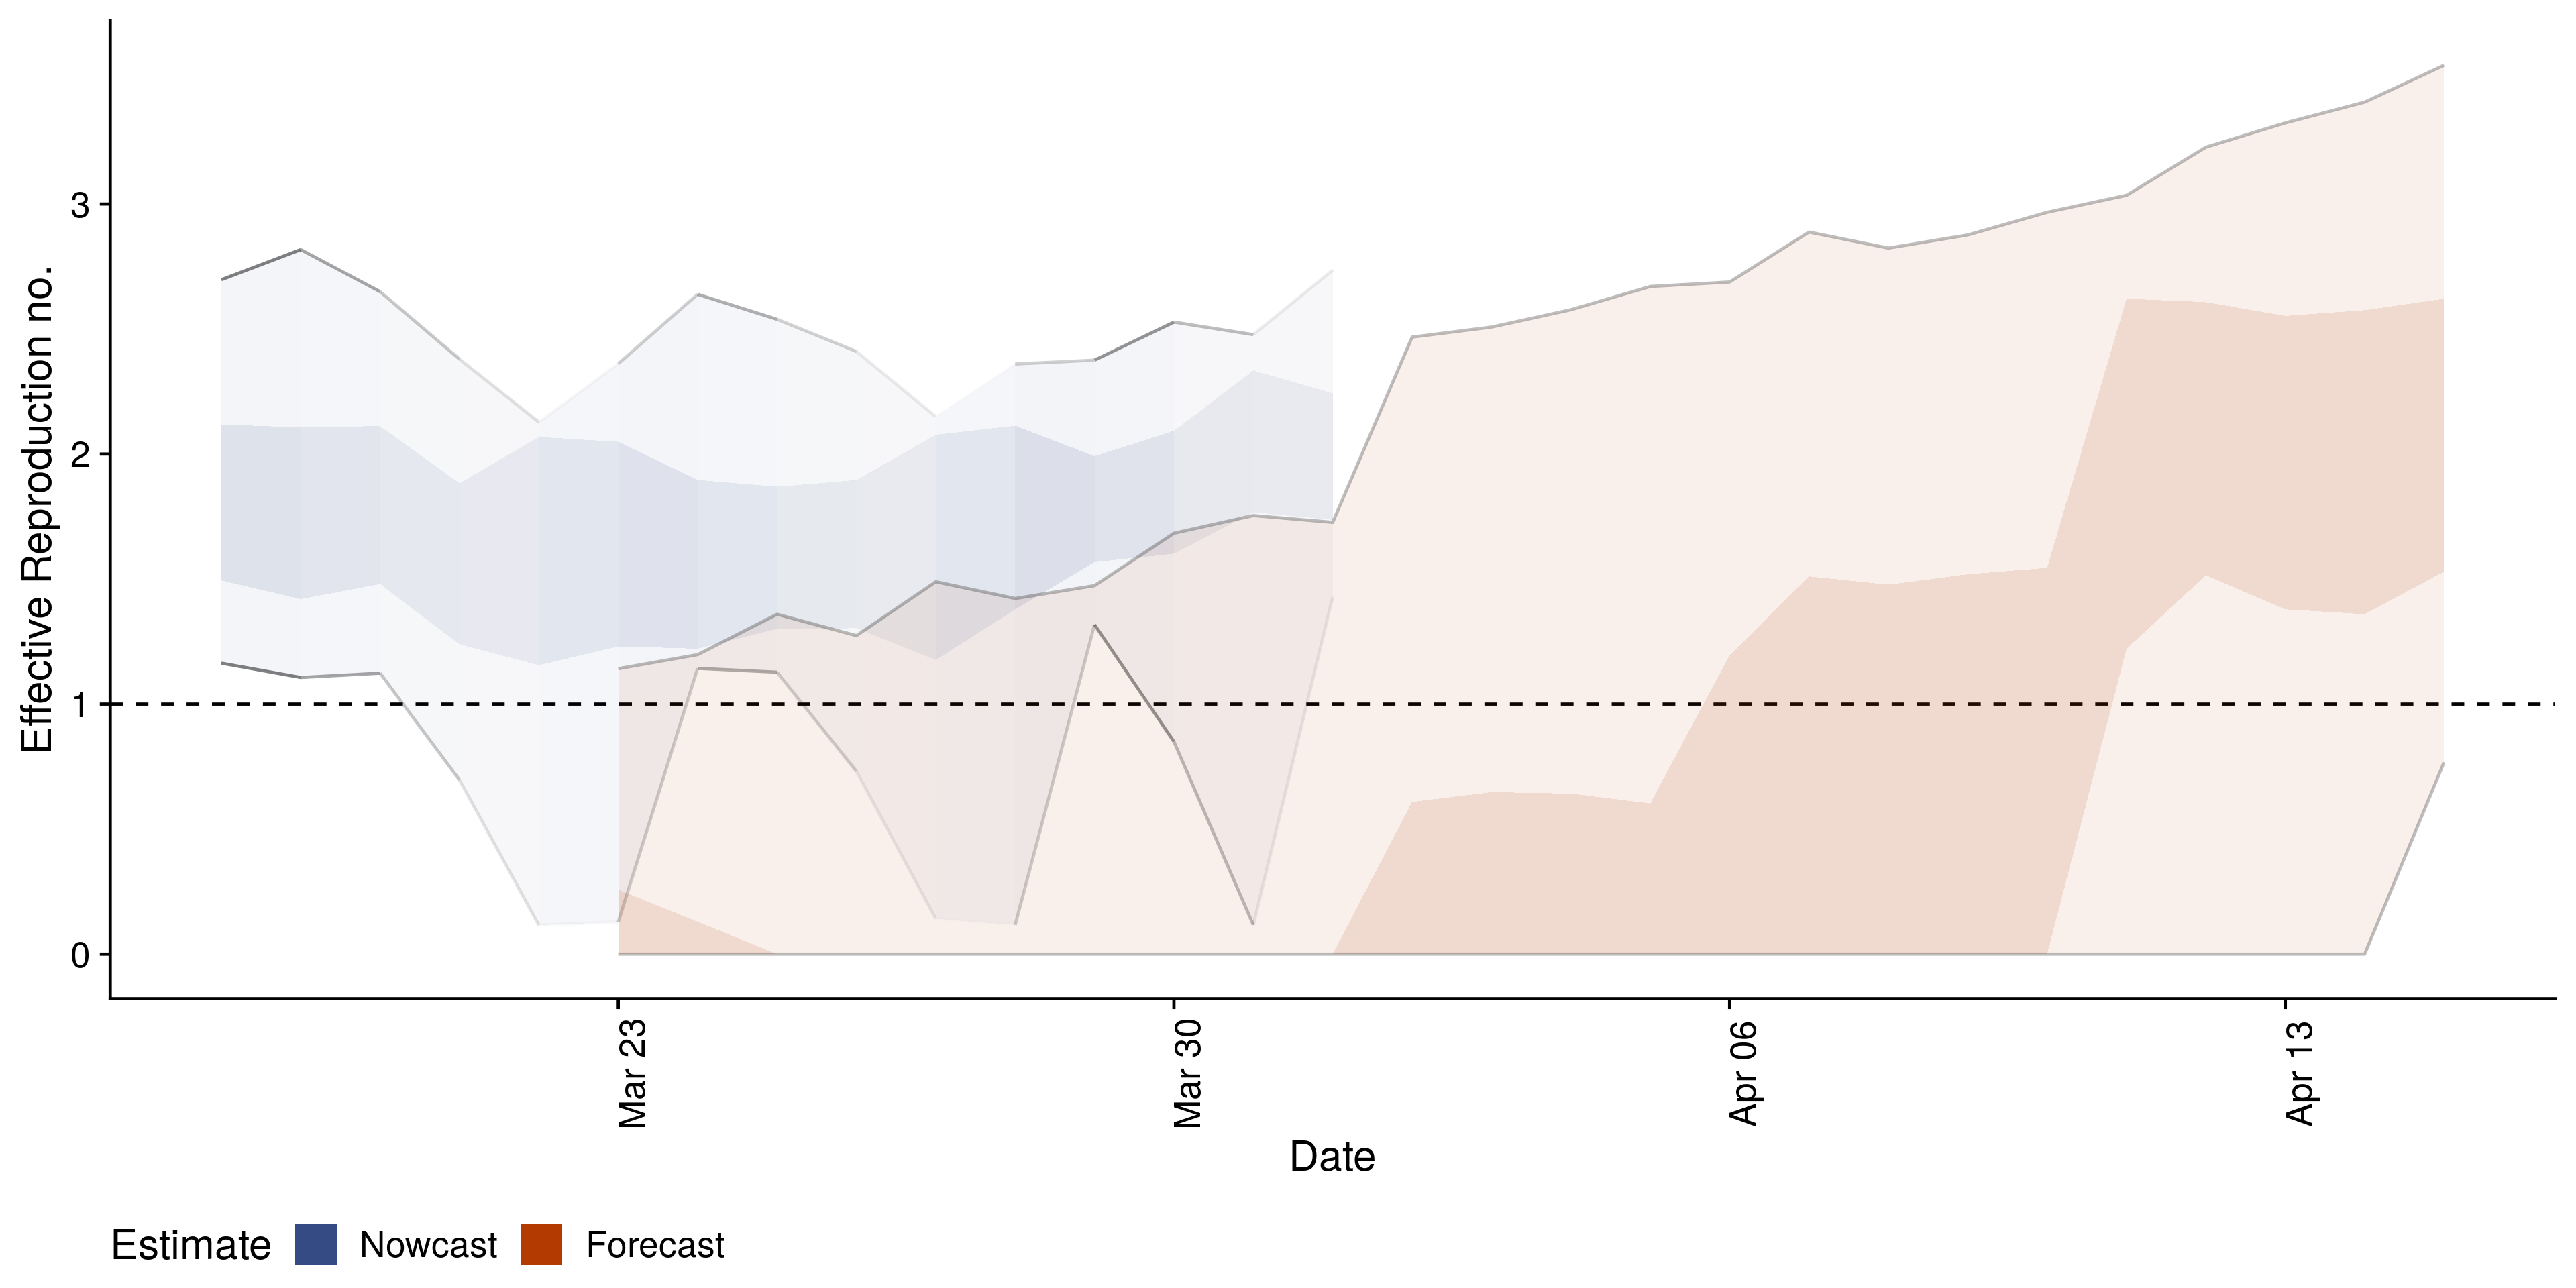 Effective Reproduction no.
3
2
1
0
Mar 23
Mar 30
Apr 06
Apr 13
Date
Estimate Nowcast Forecast